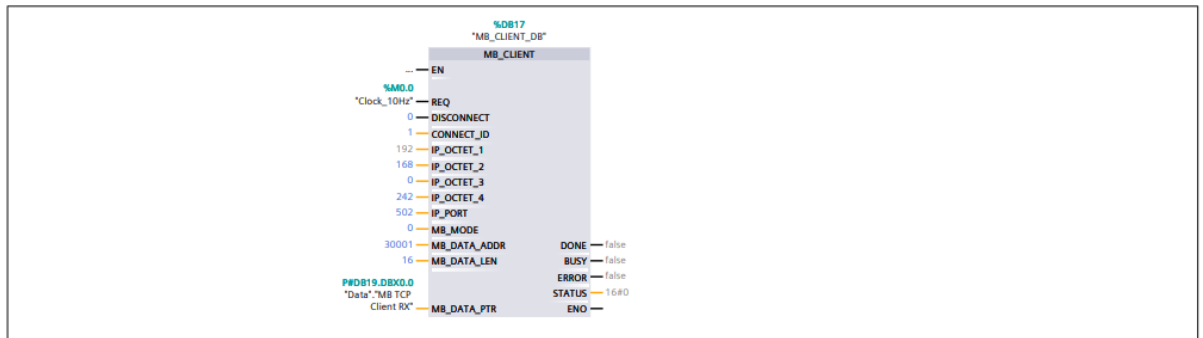 %DB17
"MB_CLIENT_DB"
MB_CLIENT
... EN
%M0.0
"Clock_10Hz" REQ
0 DISCONNECT
1 CONNECT_ID
192 IP_OCTET_1
168 IP_OCTET_2
0 IP_OCTET_3
242 IP_OCTET_4
502 IP_PORT
0 MB_MODE
30001 MB_DATA_ADDR DONE false
16 MB_DATA_LEN BUSY false
ERROR false
P#DB19.DBX0.0
STATUS 16#0
"Data"."MB TCP
Client RX" MB_DATA_PTR ENO